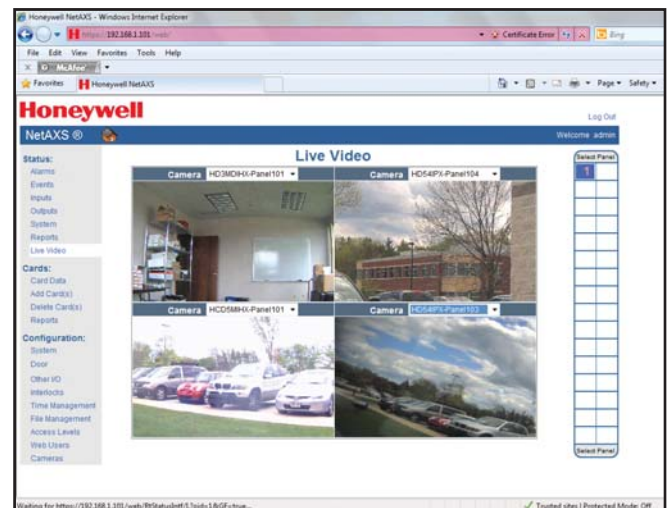 Honeywell NetAXS - Windows Internet Explorer
https://192.168.1.101/web/
Certificate Error
Bing
File Edit View Favorites Tools Help
McAfee
Favorites
Honeywell NetAXS
Page Safety
Honeywell
Log Out
NetAXS ®
Welcome admin
Status:
Alarms
Events
Inputs
Outputs
System
Reports
Live Video
Cards:
Card Data
Add Card(s)
Delete Card(s)
Reports
Configuration:
System
Door
Other I/O
Interlocks
Time Management
File Management
Access Levels
Web Users
Cameras
Live Video
Camera HD3MDIHX-Panel101
Camera HD54IPX-Panel104
Camera HCD5MIHX-Panel101
Camera HD54IPX-Panel103
Select Panel
1
Select Panel
Trusted sites | Protected Mode: Off